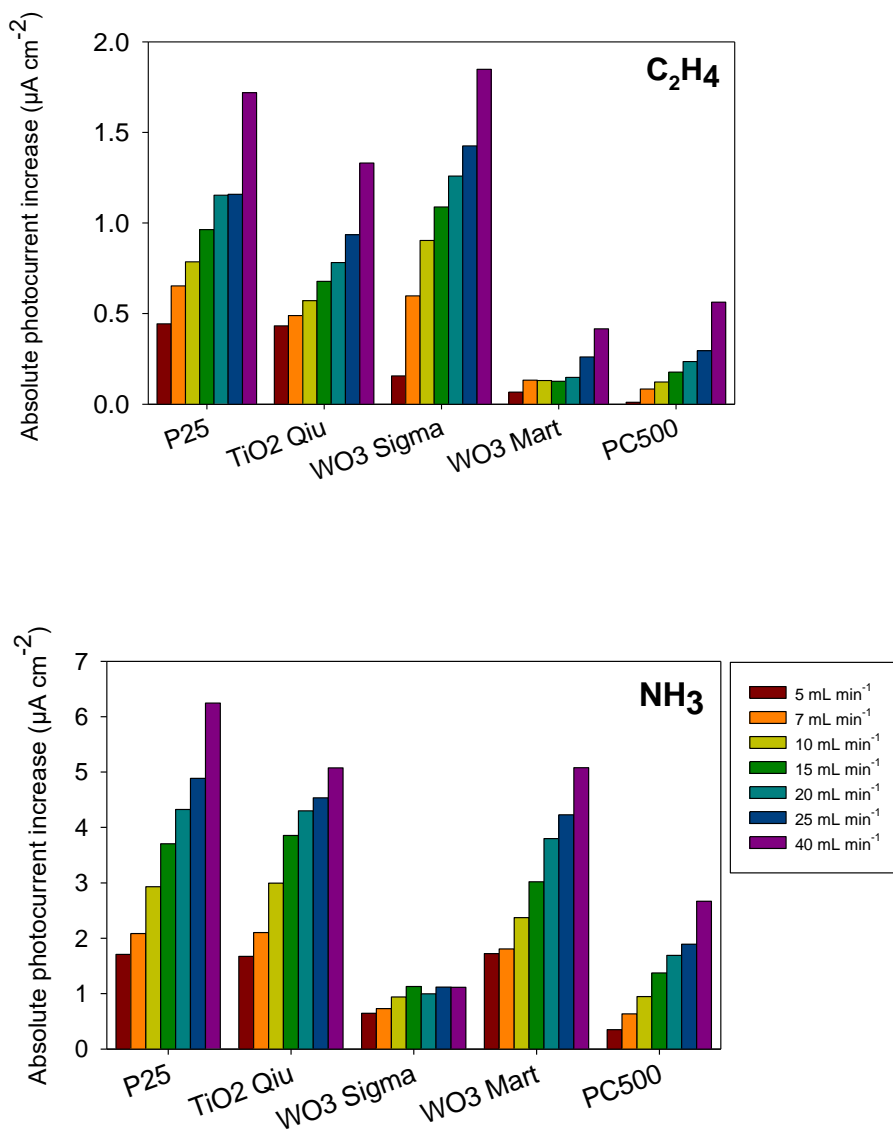 C₂H₄
Absolute photocurrent increase (µA cm⁻²)
2.0
1.5
1.0
0.5
0.0
P25
TiO2 Qiu
WO3 Sigma
WO3 Mart
PC500
NH₃
Absolute photocurrent increase (µA cm⁻²)
7
6
5
4
3
2
1
0
P25
TiO2 Qiu
WO3 Sigma
WO3 Mart
PC500
5 mL min⁻¹
7 mL min⁻¹
10 mL min⁻¹
15 mL min⁻¹
20 mL min⁻¹
25 mL min⁻¹
40 mL min⁻¹